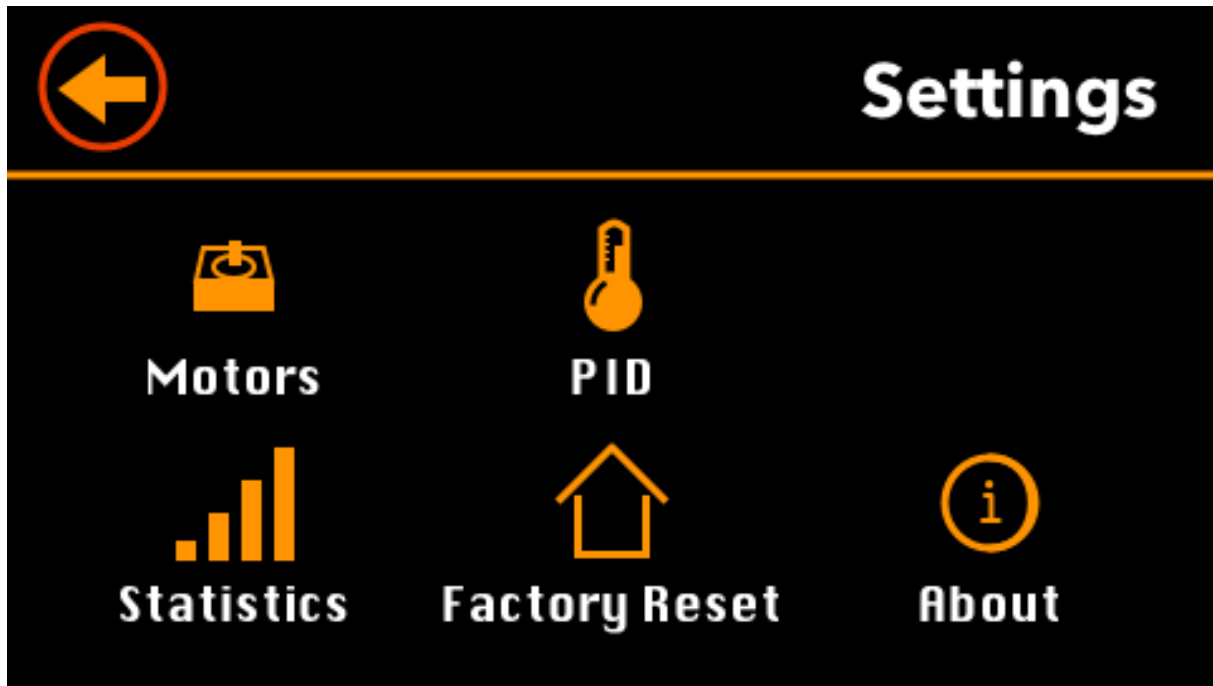 Settings
Motors
PID
Statistics
Factory Reset
i
About